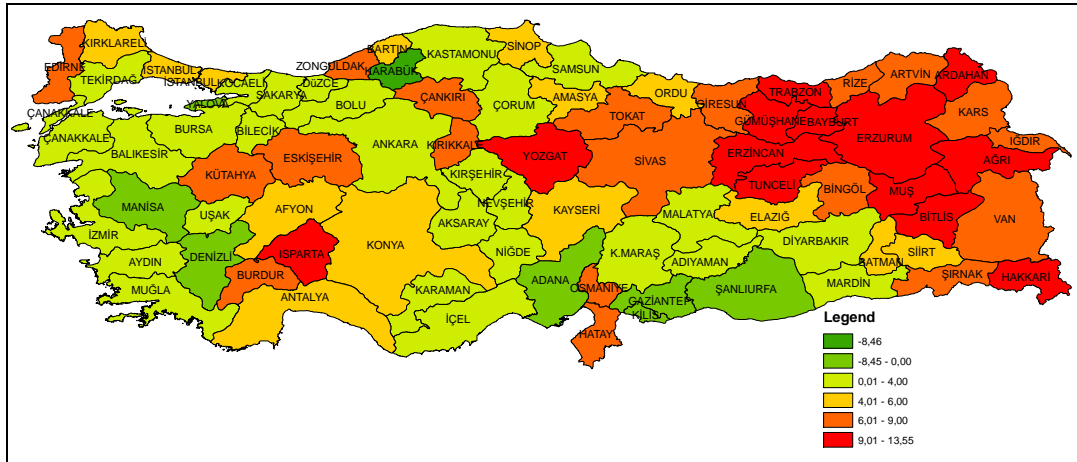 KIRKLARELİ
EDİRNE
TEKİRDAĞ
İSTANBUL
İSTANBUL
KOCAELİ
YALOVA
SAKARYA
DÜZCE
ZONGULDAK
BARTIN
KARABÜK
KASTAMONU
SİNOP
SAMSUN
BOLU
ÇANKIRI
ÇORUM
AMASYA
ORDU
TOKAT
GİRESUN
TRABZON
RİZE
ARTVİN
ARDAHAN
GÜMÜŞHANE
BAYBURT
ERZURUM
KARS
IĞDIR
AĞRI
ÇANAKKALE
ÇANAKKALE
BALIKESİR
BURSA
BİLECİK
ESKİŞEHİR
KÜTAHYA
ANKARA
KIRIKKALE
YOZGAT
SİVAS
ERZİNCAN
TUNCELİ
BİNGÖL
MUŞ
BİTLİS
VAN
MANİSA
UŞAK
AFYON
KIRŞEHİR
NEVŞEHİR
AKSARAY
KAYSERİ
MALATYA
ELAZIĞ
DİYARBAKIR
BATMAN
SİİRT
ŞIRNAK
HAKKARİ
İZMİR
AYDIN
DENİZLİ
ISPARTA
BURDUR
KONYA
NİĞDE
K.MARAŞ
ADIYAMAN
MARDİN
MUĞLA
ANTALYA
KARAMAN
İÇEL
ADANA
OSMANİYE
GAZİANTEP
KİLİS
ŞANLIURFA
HATAY
Legend
-8,46
-8,45 - 0,00
0,01 - 4,00
4,01 - 6,00
6,01 - 9,00
9,01 - 13,55